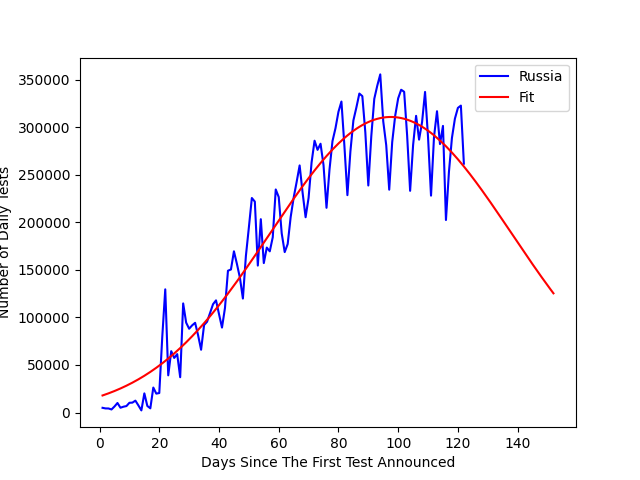 Russia
Fit
350000
300000
250000
200000
150000
100000
50000
0
Number of Daily Tests
0 20 40 60 80 100 120 140
Days Since The First Test Announced